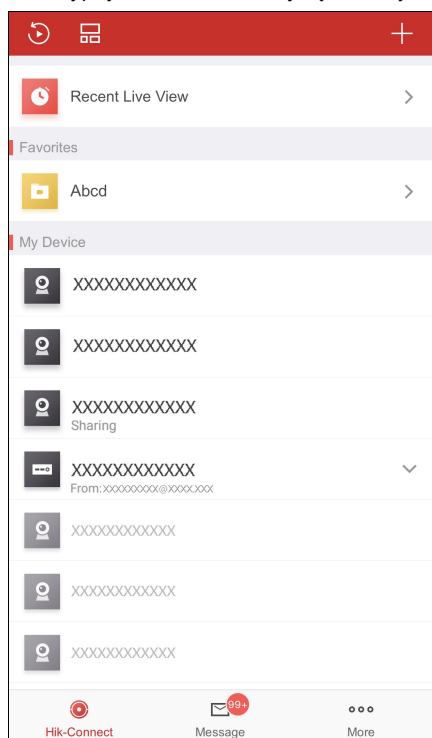 Recent Live View
Favorites
Abcd
My Device
XXXXXXXXXXXX
XXXXXXXXXXXX
XXXXXXXXXXXX
Sharing
XXXXXXXXXXXX
From:XXXXXXXXX@XXXX.XXX
XXXXXXXXXXXX
XXXXXXXXXXXX
XXXXXXXXXXXX
99+
Hik-Connect Message More